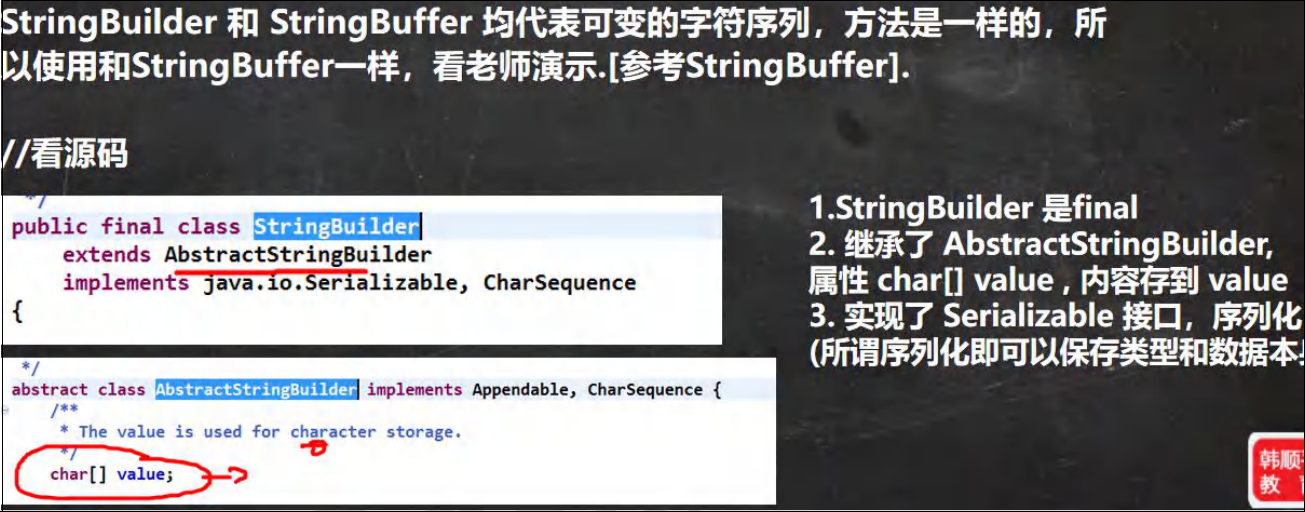 StringBuilder 和 StringBuffer 均代表可变的字符序列，方法是一样的，所
以使用和StringBuffer一样，看老师演示.[参考StringBuffer].
//看源码
*/
public final class StringBuilder
extends AbstractStringBuilder
implements java.io.Serializable, CharSequence
{
1.StringBuilder 是final
2. 继承了 AbstractStringBuilder,
属性 char[] value , 内容存到 value
3. 实现了 Serializable 接口，序列化
(所谓序列化即可以保存类型和数据本
*/
abstract class AbstractStringBuilder implements Appendable, CharSequence {
/**
* The value is used for character storage.
*/
char[] value;
韩顺
教